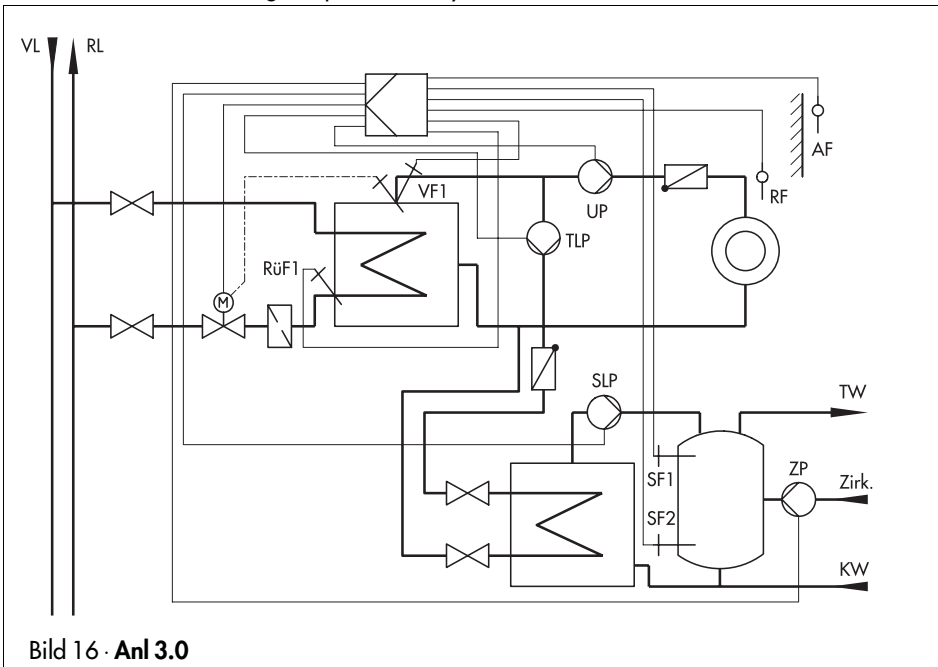 VL
RL
AF
VF1
RF
UP
TLP
RüF1
M
SLP
TW
SF1
ZP
Zirk.
SF2
KW
Bild 16 · Anl 3.0